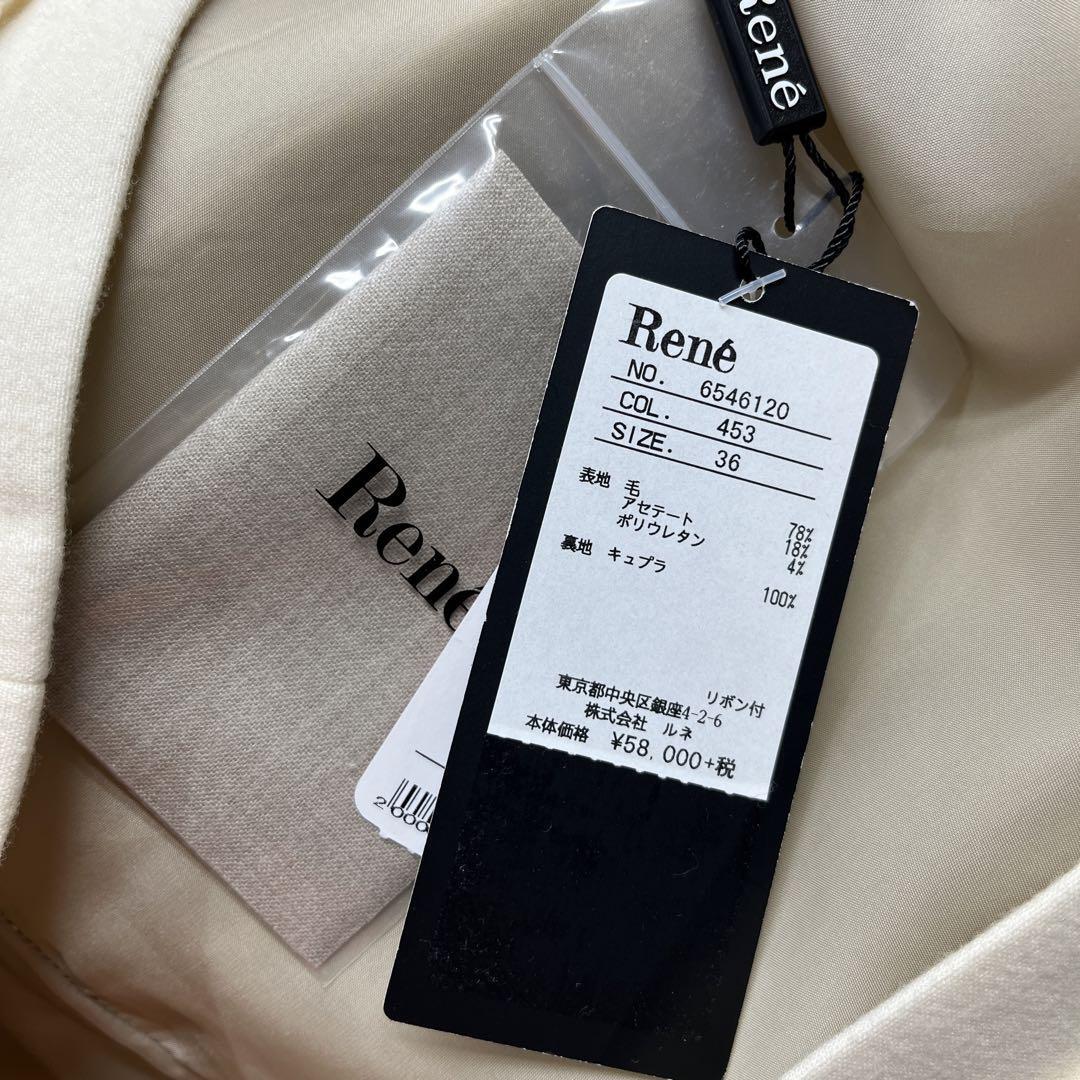 René
René
NO. 6546120
COL. 453
SIZE. 36
表地 毛 78%
アセテート 18%
ポリウレタン 4%
裏地 キュプラ 100%
リボン付
東京都中央区銀座4-2-6
株式会社 ルネ
本体価格 ¥58,000+税
René